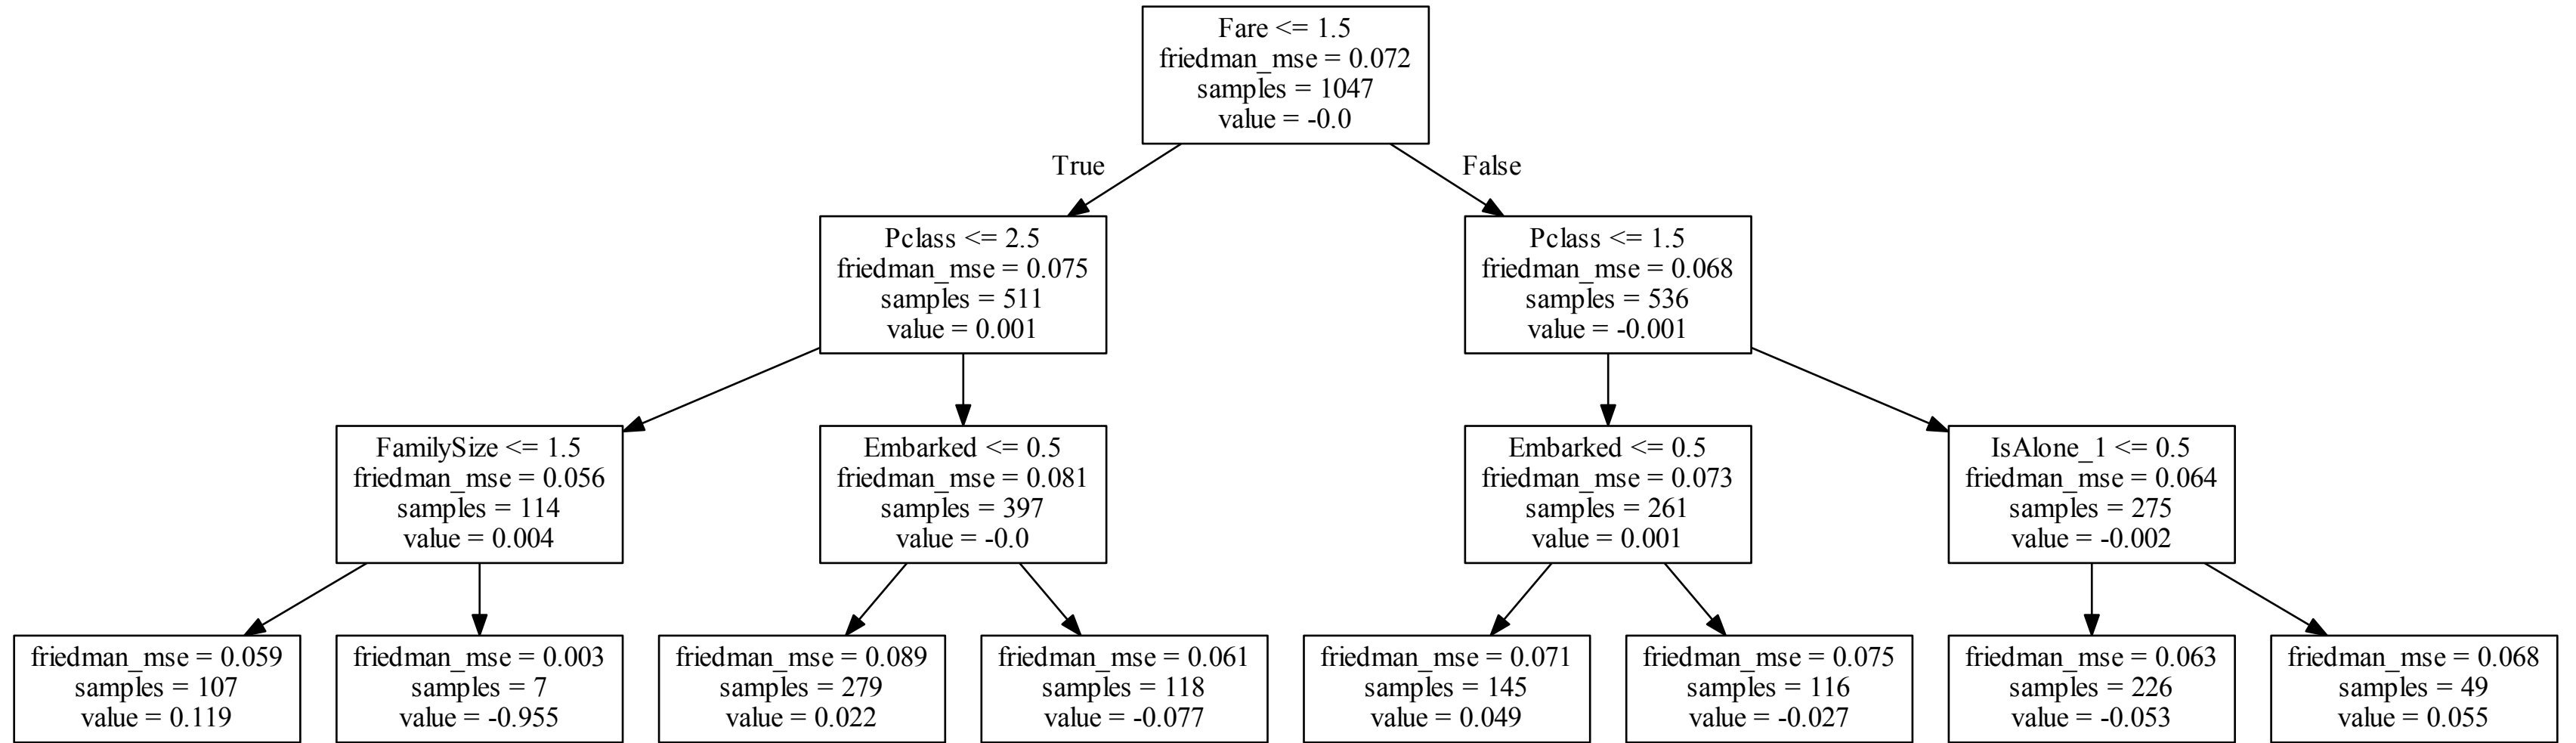 Fare <= 1.5
friedman_mse = 0.072
samples = 1047
value = -0.0
True
False
Pclass <= 2.5
friedman_mse = 0.075
samples = 511
value = 0.001
Pclass <= 1.5
friedman_mse = 0.068
samples = 536
value = -0.001
FamilySize <= 1.5
friedman_mse = 0.056
samples = 114
value = 0.004
Embarked <= 0.5
friedman_mse = 0.081
samples = 397
value = -0.0
Embarked <= 0.5
friedman_mse = 0.073
samples = 261
value = 0.001
IsAlone_1 <= 0.5
friedman_mse = 0.064
samples = 275
value = -0.002
friedman_mse = 0.059
samples = 107
value = 0.119
friedman_mse = 0.003
samples = 7
value = -0.955
friedman_mse = 0.089
samples = 279
value = 0.022
friedman_mse = 0.061
samples = 118
value = -0.077
friedman_mse = 0.071
samples = 145
value = 0.049
friedman_mse = 0.075
samples = 116
value = -0.027
friedman_mse = 0.063
samples = 226
value = -0.053
friedman_mse = 0.068
samples = 49
value = 0.055